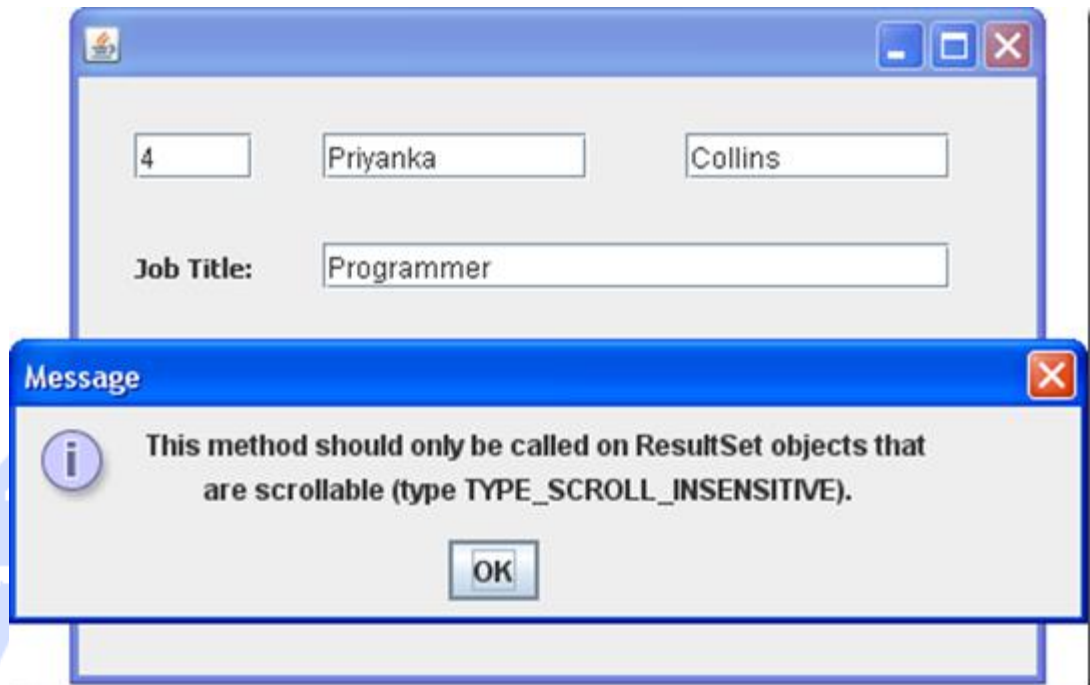 4 Priyanka Collins
Job Title: Programmer
Message
This method should only be called on ResultSet objects that
are scrollable (type TYPE_SCROLL_INSENSITIVE).
OK